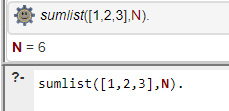 sumlist([1,2,3],N).
N = 6
?- sumlist([1,2,3],N).